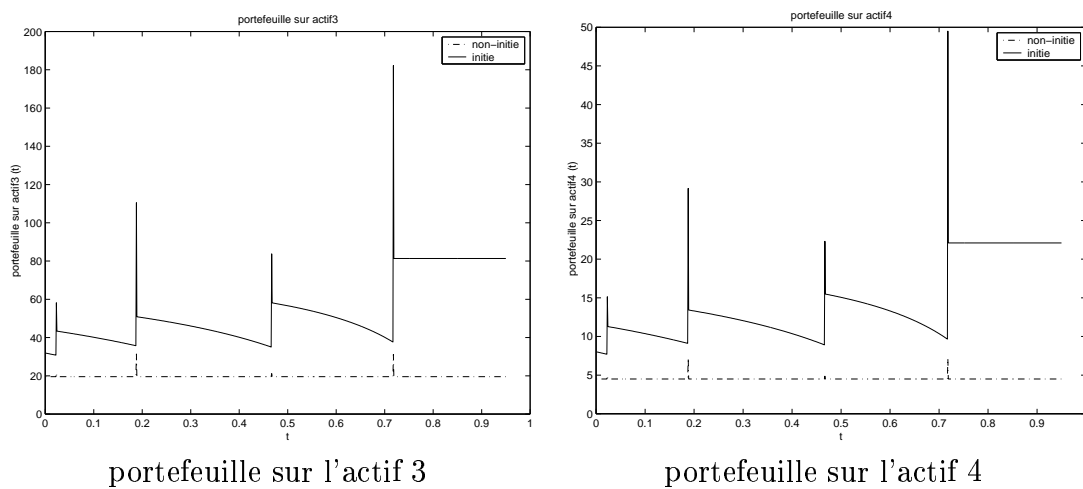 portefeuille sur actif3
200
180
160
140
120
100
80
60
40
20
0
portefeuille sur actif3 (t)
non-initie
initie
0 0.1 0.2 0.3 0.4 0.5 0.6 0.7 0.8 0.9 1
t
portefeuille sur l'actif 3
portefeuille sur actif4
50
45
40
35
30
25
20
15
10
5
0
portefeuille sur actif4 (t)
non-initie
initie
0 0.1 0.2 0.3 0.4 0.5 0.6 0.7 0.8 0.9
t
portefeuille sur l'actif 4